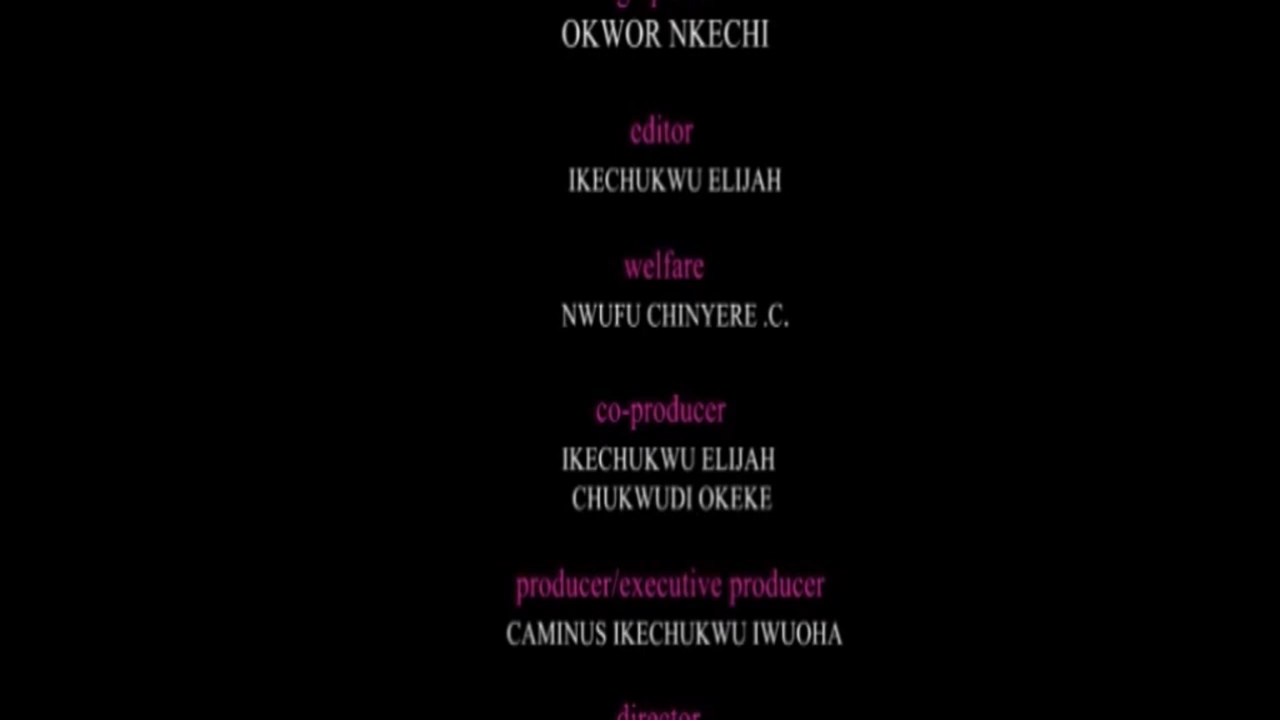 OKWOR NKECHI
editor
IKECHUKWU ELIJAH
welfare
NWUFU CHINYERE .C.
co-producer
IKECHUKWU ELIJAH
CHUKWUDI OKEKE
producer/executive producer
CAMINUS IKECHUKWU IWUOHA
director